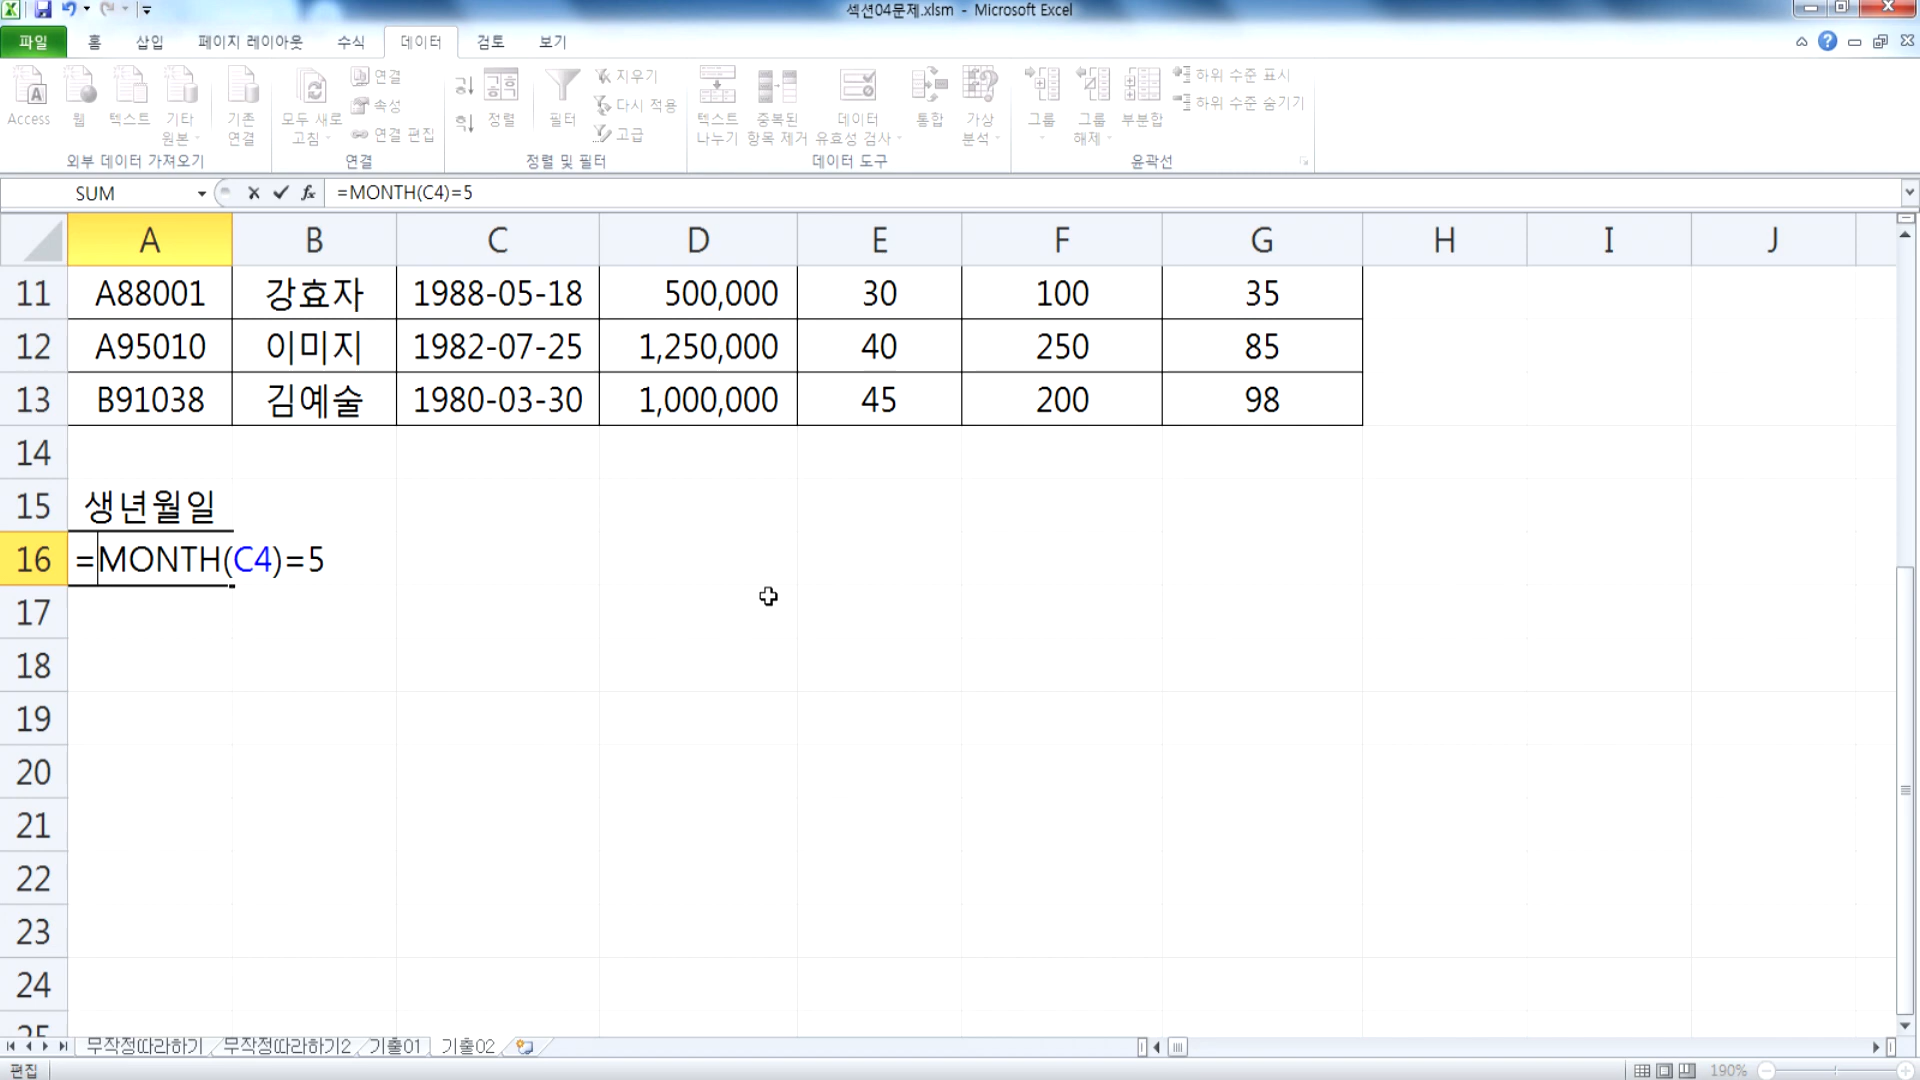 섹션04문제.xlsm - Microsoft Excel
파일 홈 삽입 페이지 레이아웃 수식 데이터 검토 보기
Access 웹 텍스트 기타 원본 기존 연결
모두 새로 고침 연결 속성 연결 편집
정렬 필터 지우기 다시 적용 고급
텍스트 나누기 중복된 항목 제거 데이터 유효성 검사 통합 가상 분석
그룹 그룹 해제 부분합 하위 수준 표시 하위 수준 숨기기
외부 데이터 가져오기 연결 정렬 및 필터 데이터 도구 윤곽선
SUM =MONTH(C4)=5
A B C D E F G H I J
11 A88001 강효자 1988-05-18 500,000 30 100 35
12 A95010 이미지 1982-07-25 1,250,000 40 250 85
13 B91038 김예술 1980-03-30 1,000,000 45 200 98
14
15 생년월일
16 =MONTH(C4)=5
17
18
19
20
21
22
23
24
25
무작정따라하기 무작정따라하기2 기출01 기출02
편집 190%